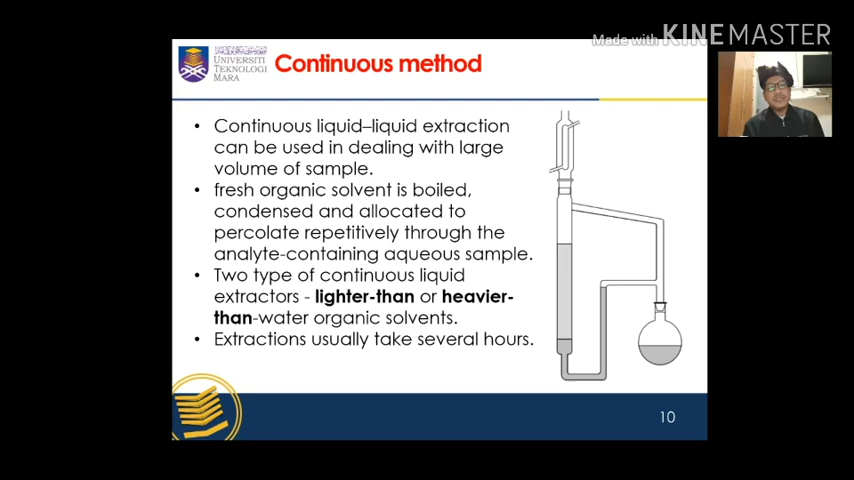 Made with KINEMASTER
UNIVERSITI
TEKNOLOGI
MARA
Continuous method
• Continuous liquid–liquid extraction
can be used in dealing with large
volume of sample.
• fresh organic solvent is boiled,
condensed and allocated to
percolate repetitively through the
analyte-containing aqueous sample.
• Two type of continuous liquid
extractors - lighter-than or heavier-
than-water organic solvents.
• Extractions usually take several hours.
10